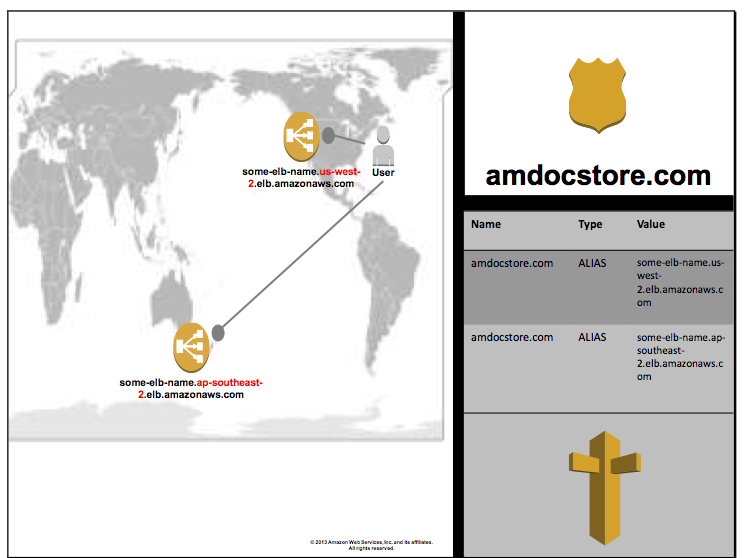 some-elb-name.us-west-
2.elb.amazonaws.com
User
some-elb-name.ap-southeast-
2.elb.amazonaws.com
© 2013 Amazon Web Services, Inc. and its affiliates.
All rights reserved.
amdocstore.com
Name Type Value
amdocstore.com ALIAS some-elb-name.us-
west-
2.elb.amazonaws.c
om
amdocstore.com ALIAS some-elb-name.ap-
southeast-
2.elb.amazonaws.c
om